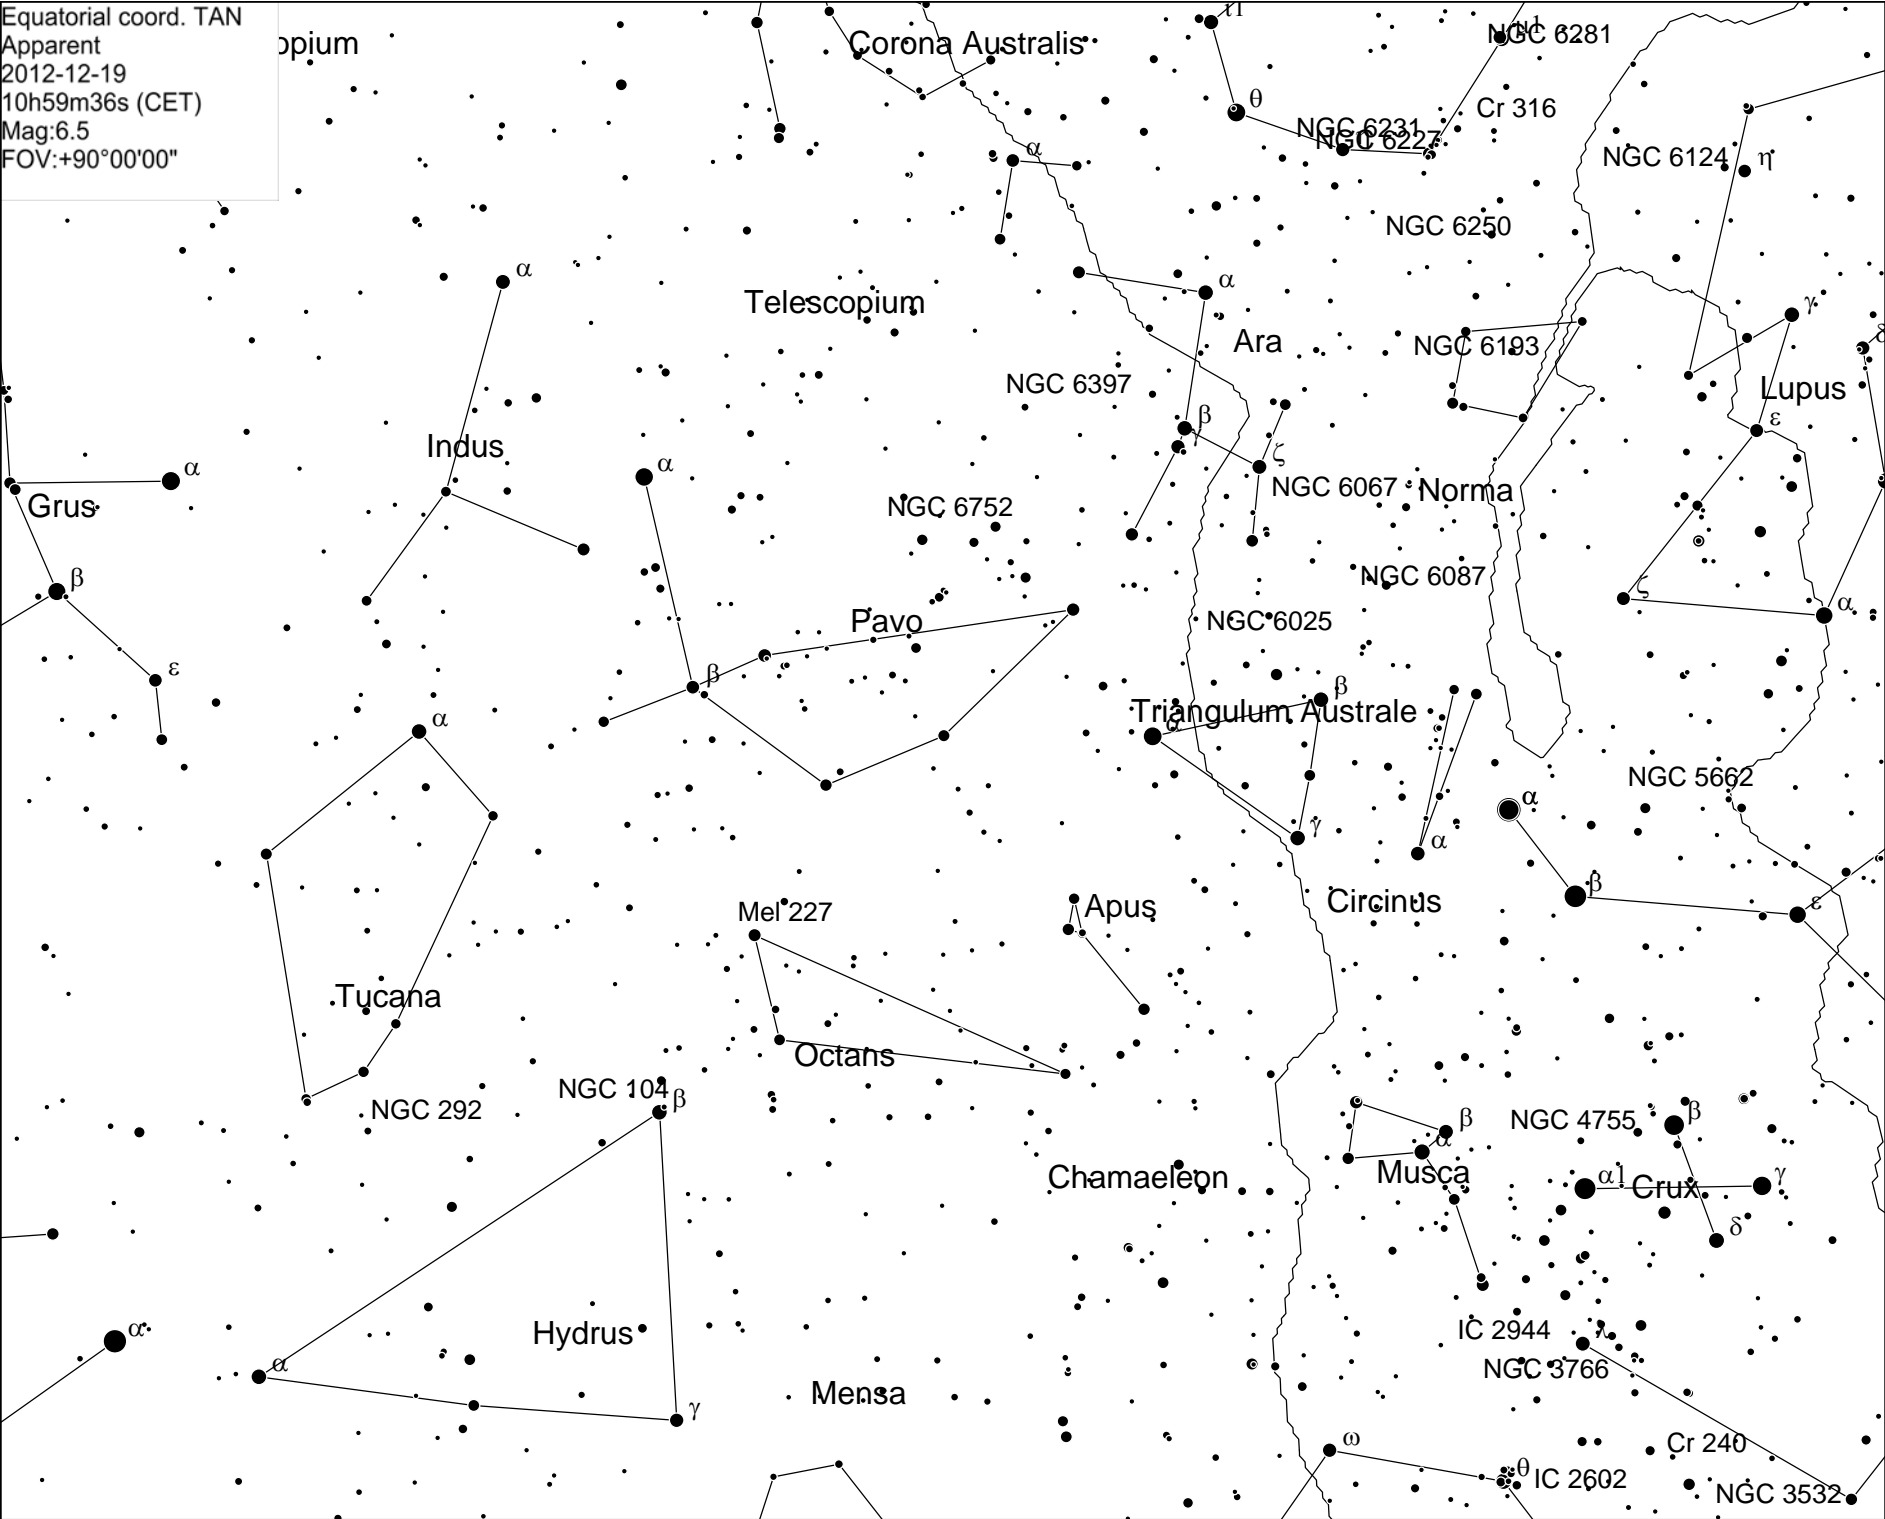 Equatorial coord. TAN
Apparent
2012-12-19
10h59m36s (CET)
Mag:6.5
FOV:+90°00'00"
opium
Corona Australis
ι1
μ1
NGC 6281
θ
Cr 316
NGC 6231
NGC 6227
η
NGC 6124
η
α
NGC 6250
α
α
Telescopium
γ
Ara
NGC 6193
δ
NGC 6397
Lupus
β
γ
ε
Indus
α
α
ζ
NGC 6067
Norma
Grus
NGC 6752
β
NGC 6087
ζ
α
Pavo
NGC 6025
ε
β
β
Triangulum Australe
α
α
NGC 5662
α
γ
α
β
Mel 227
Apus
Circinus
ε
Tucana
Octans
NGC 104
β
NGC 292
β
NGC 4755
β
α
Chamaeleon
Musca
α1
Crux
γ
δ
α
Hydrus
IC 2944
λ
α
NGC 3766
Mensa
γ
ω
Cr 240
θ
IC 2602
NGC 3532